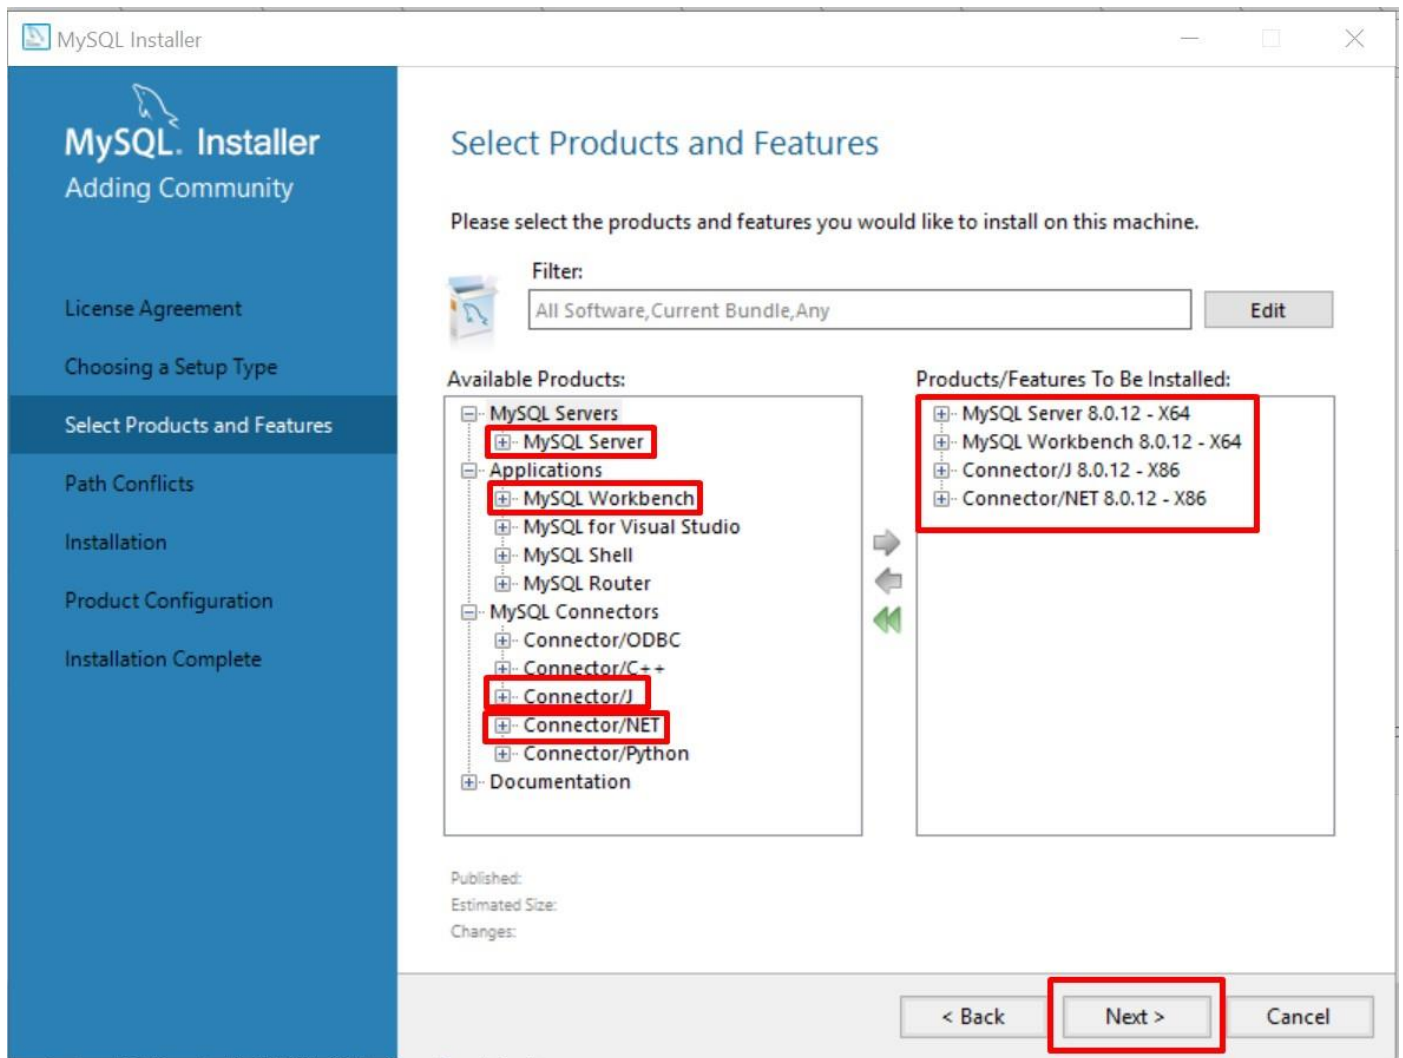 MySQL Installer
MySQL. Installer
Adding Community
License Agreement
Choosing a Setup Type
Select Products and Features
Path Conflicts
Installation
Product Configuration
Installation Complete
Select Products and Features
Please select the products and features you would like to install on this machine.
Filter:
All Software,Current Bundle,Any
Edit
Available Products:
MySQL Servers
MySQL Server
Applications
MySQL Workbench
MySQL for Visual Studio
MySQL Shell
MySQL Router
MySQL Connectors
Connector/ODBC
Connector/C++
Connector/J
Connector/NET
Connector/Python
Documentation
Products/Features To Be Installed:
MySQL Server 8.0.12 - X64
MySQL Workbench 8.0.12 - X64
Connector/J 8.0.12 - X86
Connector/NET 8.0.12 - X86
Published:
Estimated Size:
Changes:
< Back
Next >
Cancel